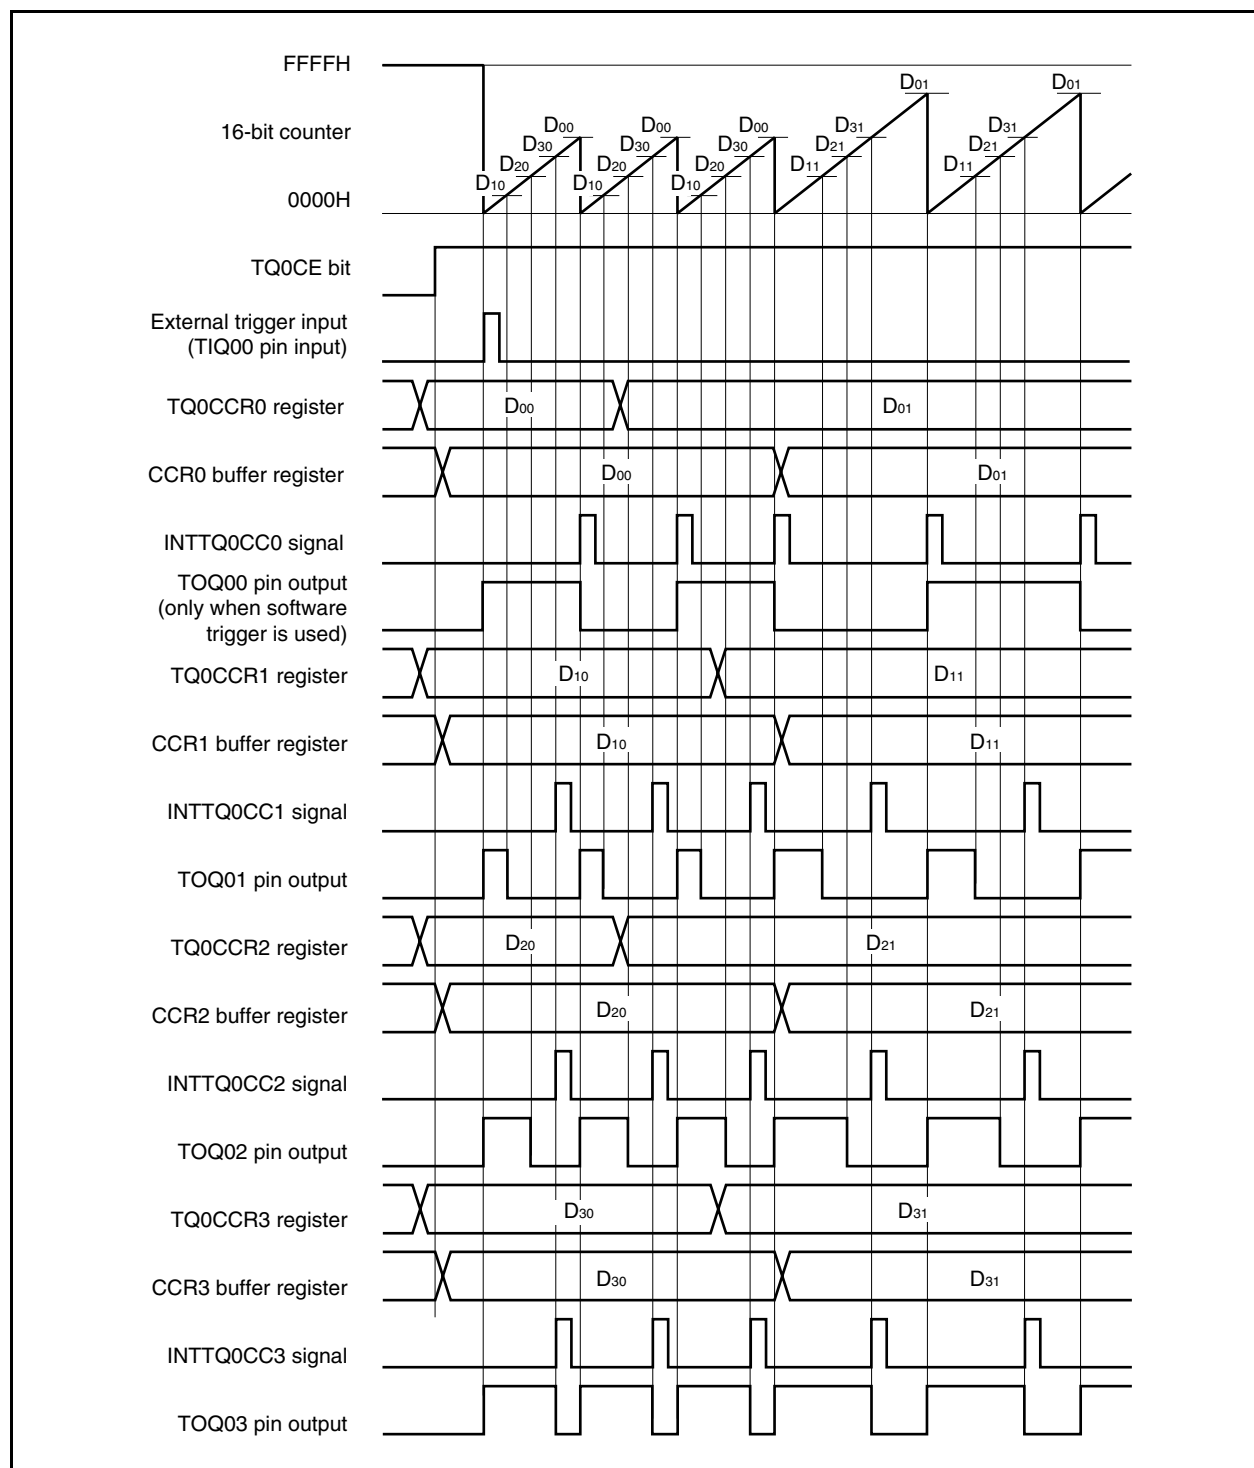 FFFFH
16-bit counter
0000H
D10 D20 D30 D00 D10 D20 D30 D00 D10 D20 D30 D00 D11 D21 D31 D01 D11 D21 D31 D01
TQ0CE bit
External trigger input
(TIQ00 pin input)
TQ0CCR0 register D00 D01
CCR0 buffer register D00 D01
INTTQ0CC0 signal
TOQ00 pin output
(only when software
trigger is used)
TQ0CCR1 register D10 D11
CCR1 buffer register D10 D11
INTTQ0CC1 signal
TOQ01 pin output
TQ0CCR2 register D20 D21
CCR2 buffer register D20 D21
INTTQ0CC2 signal
TOQ02 pin output
TQ0CCR3 register D30 D31
CCR3 buffer register D30 D31
INTTQ0CC3 signal
TOQ03 pin output